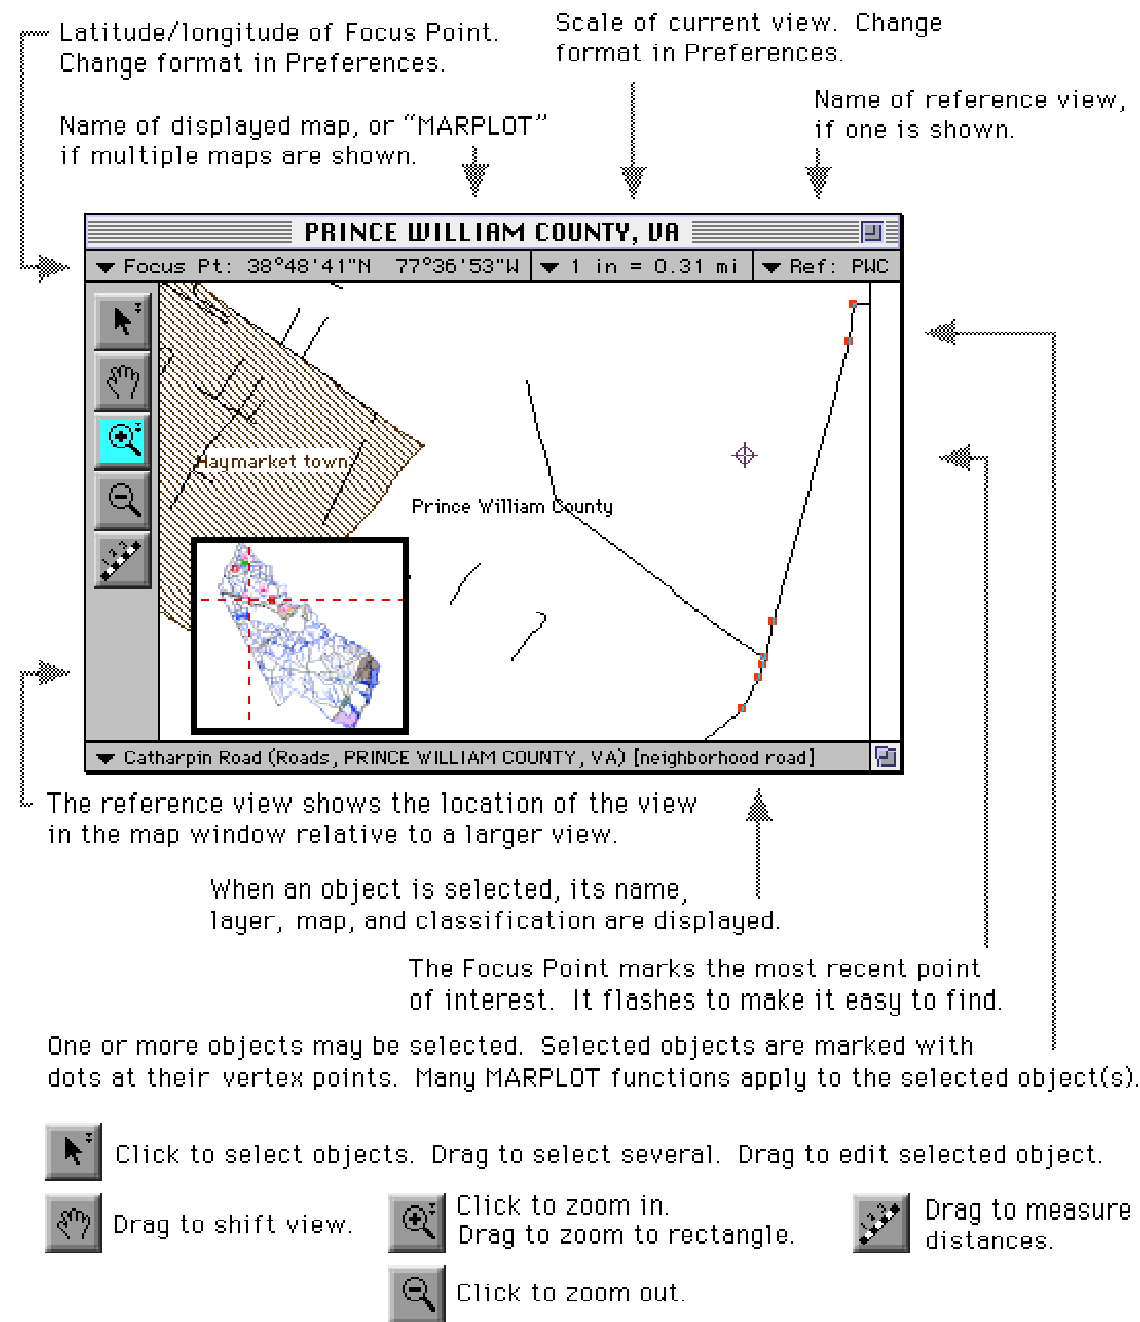 Latitude/longitude of Focus Point.
Change format in Preferences.
Scale of current view.  Change
format in Preferences.
Name of reference view,
if one is shown.
Name of displayed map, or “MARPLOT”
if multiple maps are shown.
PRINCE WILLIAM COUNTY, VA
Focus Pt: 38°48'41"N 77°36'53"W
1 in = 0.31 mi
Ref: PWC
Haymarket town
Prince William County
Catharpin Road (Roads, PRINCE WILLIAM COUNTY, VA) [neighborhood road]
The reference view shows the location of the view
in the map window relative to a larger view.
When an object is selected, its name,
layer, map, and classification are displayed.
The Focus Point marks the most recent point
of interest.  It flashes to make it easy to find.
One or more objects may be selected.  Selected objects are marked with
dots at their vertex points.  Many MARPLOT functions apply to the selected object(s).
Click to select objects.  Drag to select several.  Drag to edit selected object.
Drag to shift view.
Click to zoom in.
Drag to zoom to rectangle.
Drag to measure
distances.
Click to zoom out.